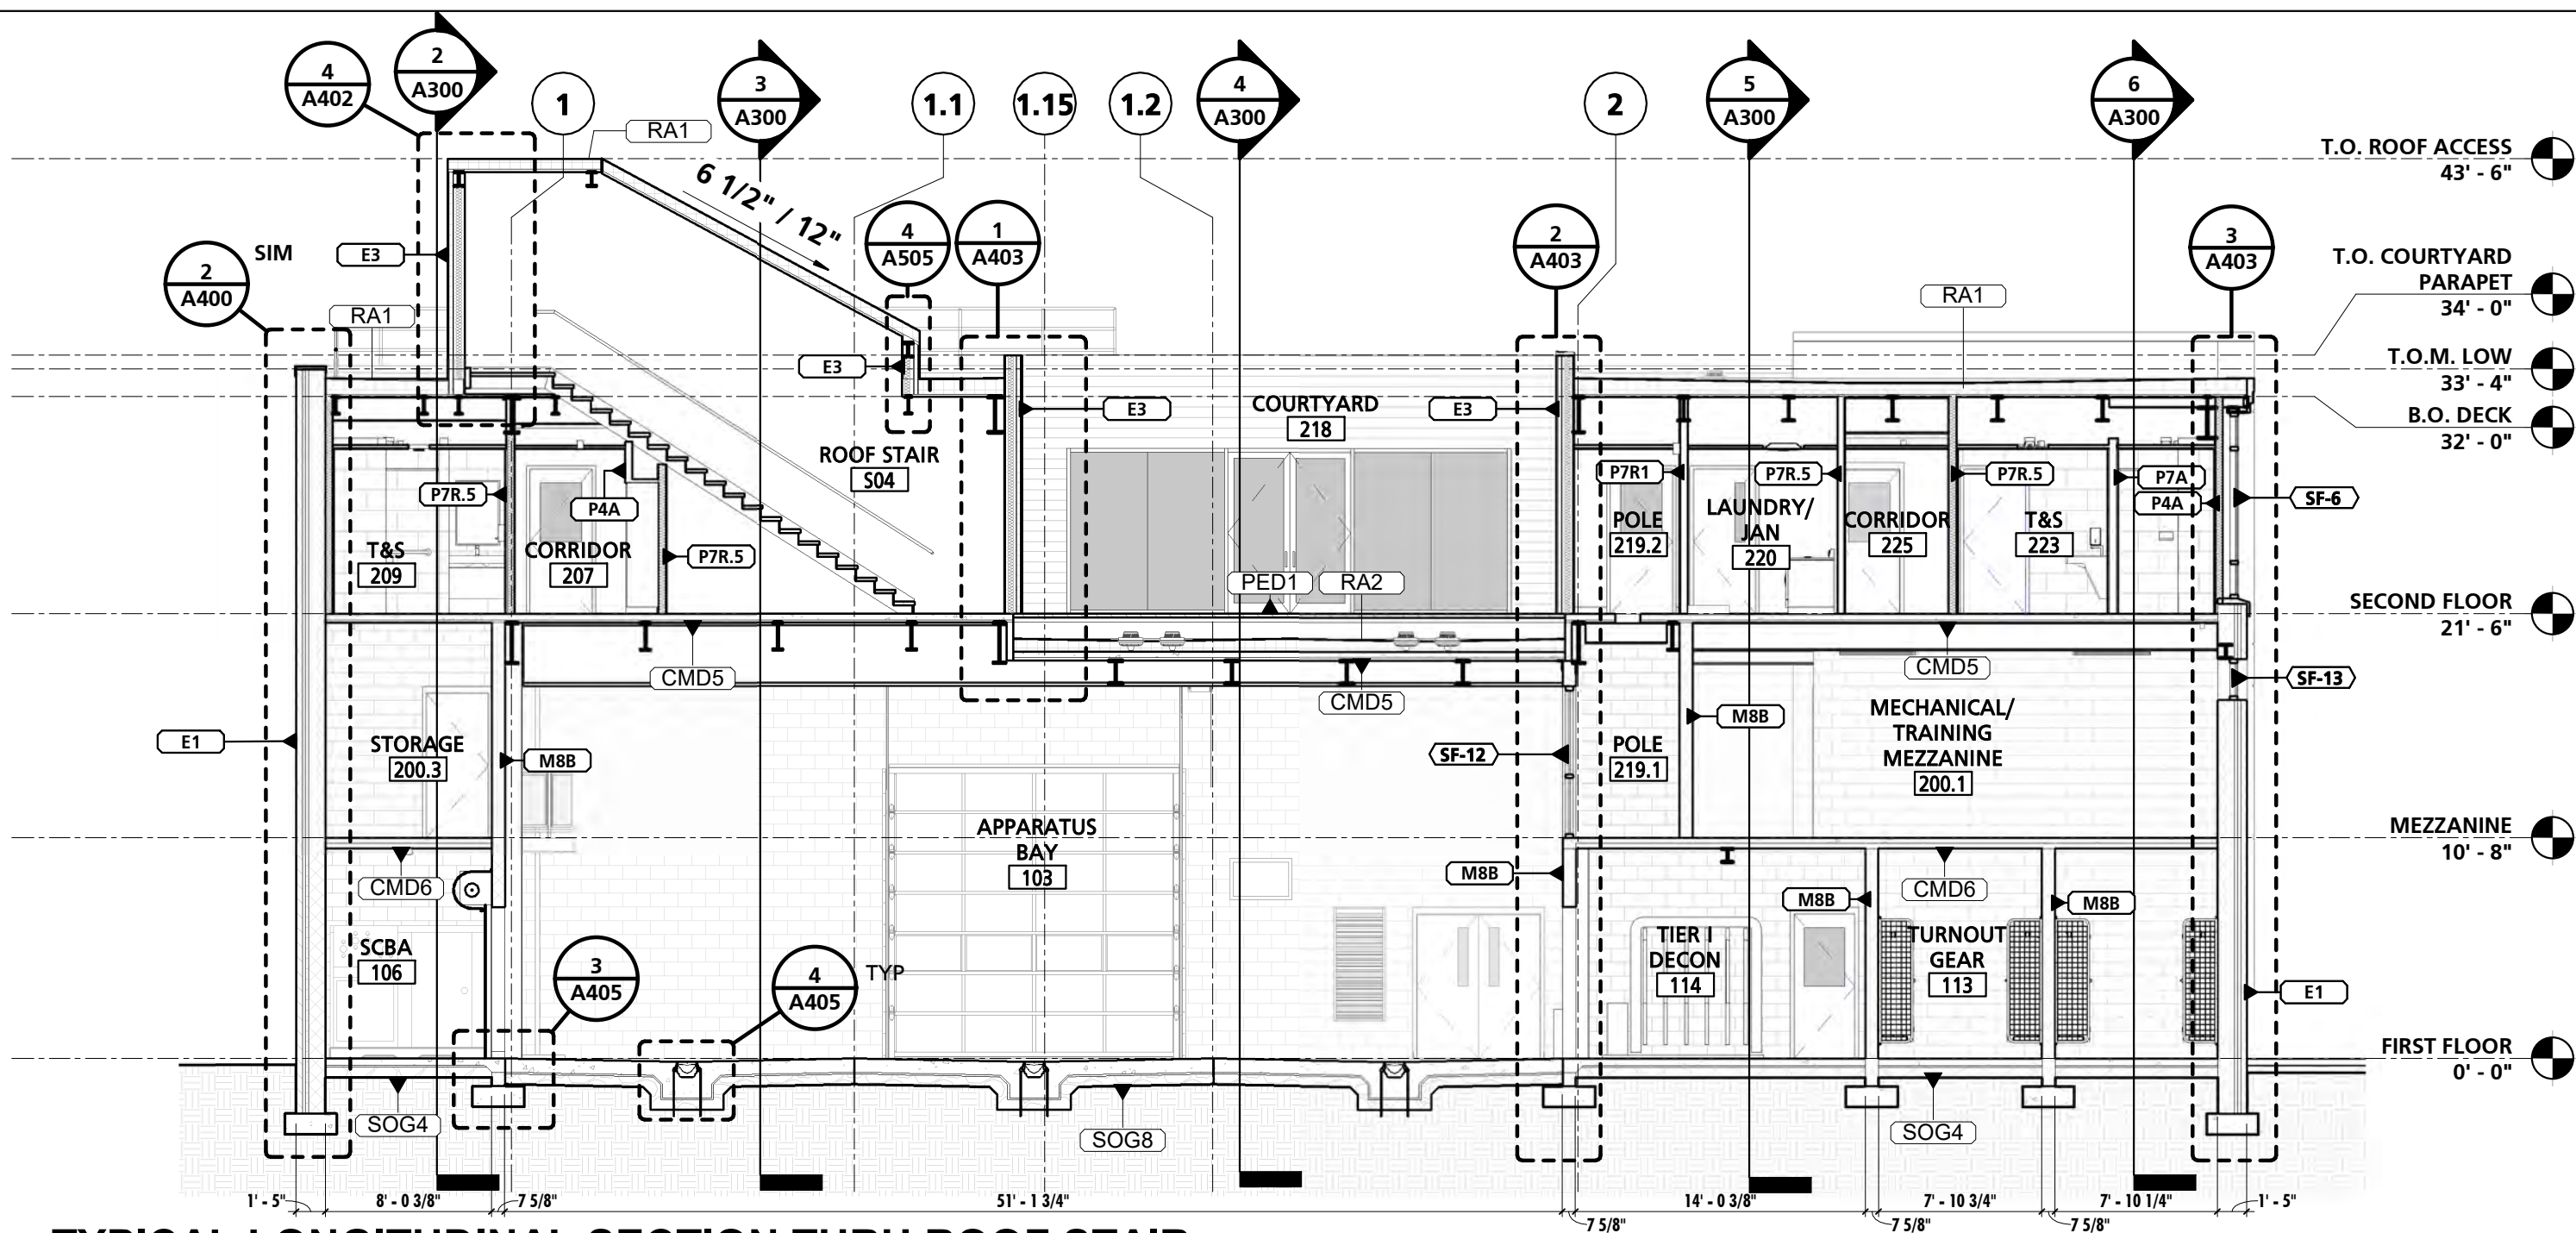 4
A402
2
A300
1
RA1
3
A300
1.1
1.15
1.2
4
A300
2
5
A300
6
A300
T.O. ROOF ACCESS
43' - 6"
6 1/2" / 12"
2
A400
SIM
E3
4
A505
1
A403
2
A403
3
A403
T.O. COURTYARD
PARAPET
34' - 0"
RA1
RA1
E3
T.O.M. LOW
33' - 4"
E3
COURTYARD
218
E3
B.O. DECK
32' - 0"
ROOF STAIR
S04
P7R.5
P4A
P7R1
P7R.5
P7R.5
P7A
P4A
SF-6
T&S
209
CORRIDOR
207
P7R.5
POLE
219.2
LAUNDRY/
JAN
220
CORRIDOR
225
T&S
223
PED1
RA2
SECOND FLOOR
21' - 6"
CMD5
CMD5
CMD5
SF-13
E1
STORAGE
200.3
M8B
SF-12
POLE
219.1
M8B
MECHANICAL/
TRAINING
MEZZANINE
200.1
APPARATUS
BAY
103
MEZZANINE
10' - 8"
CMD6
M8B
M8B
CMD6
M8B
SCBA
106
3
A405
4
A405
TYP
TIER I
DECON
114
TURNOUT
GEAR
113
E1
FIRST FLOOR
0' - 0"
SOG4
SOG8
SOG4
1' - 5"
8' - 0 3/8"
7 5/8"
51' - 1 3/4"
7 5/8"
14' - 0 3/8"
7 5/8"
7' - 10 3/4"
7 5/8"
7' - 10 1/4"
1' - 5"
TYPICAL LONGITUDINAL SECTION THRU ROOF STAIR